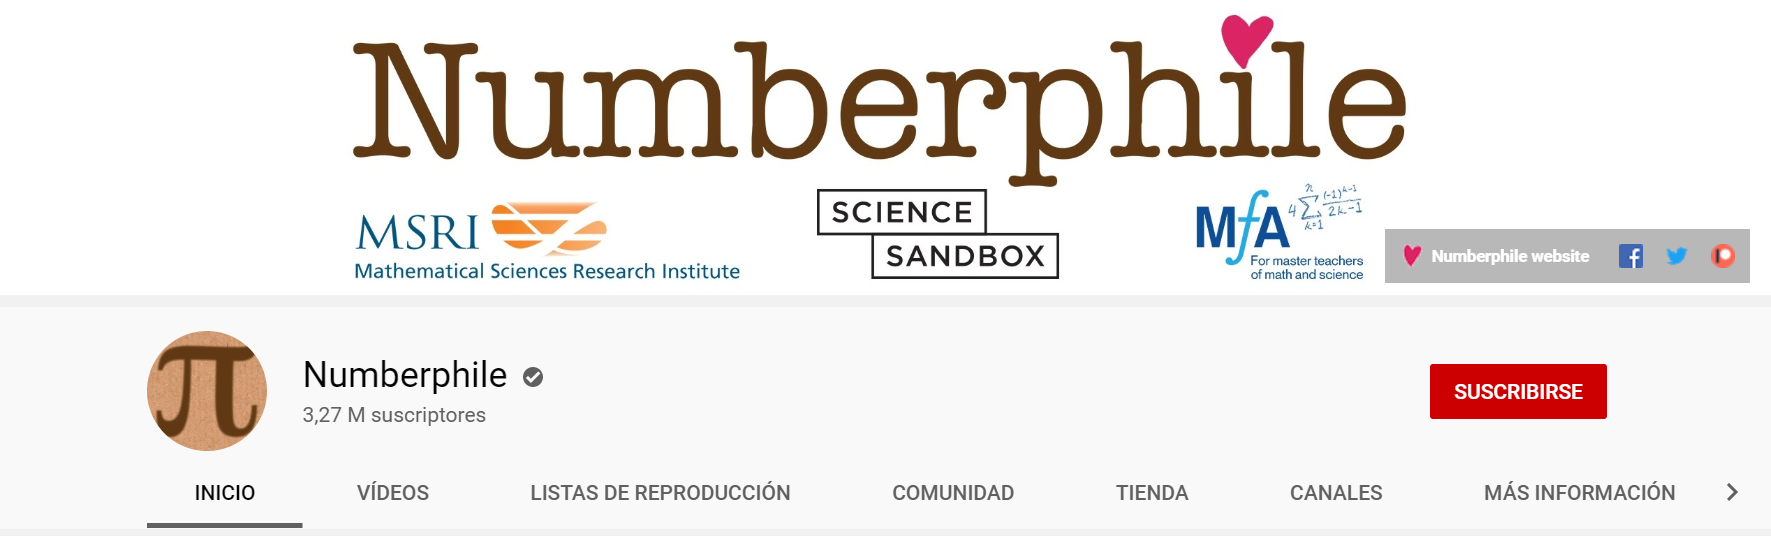 Numberphile
MSRI
Mathematical Sciences Research Institute
SCIENCE
SANDBOX
MfA
4 n ∑ k=1 (-1)^k-1 / 2k-1
For master teachers
of math and science
Numberphile website
π
Numberphile
3,27 M suscriptores
SUSCRIBIRSE
INICIO VÍDEOS LISTAS DE REPRODUCCIÓN COMUNIDAD TIENDA CANALES MÁS INFORMACIÓN